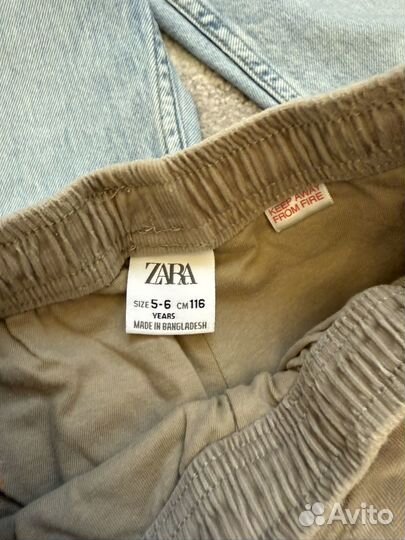 KEEP AWAY
FROM FIRE
ZARA
SIZE 5-6 CM 116
YEARS
MADE IN BANGLADESH
Avito